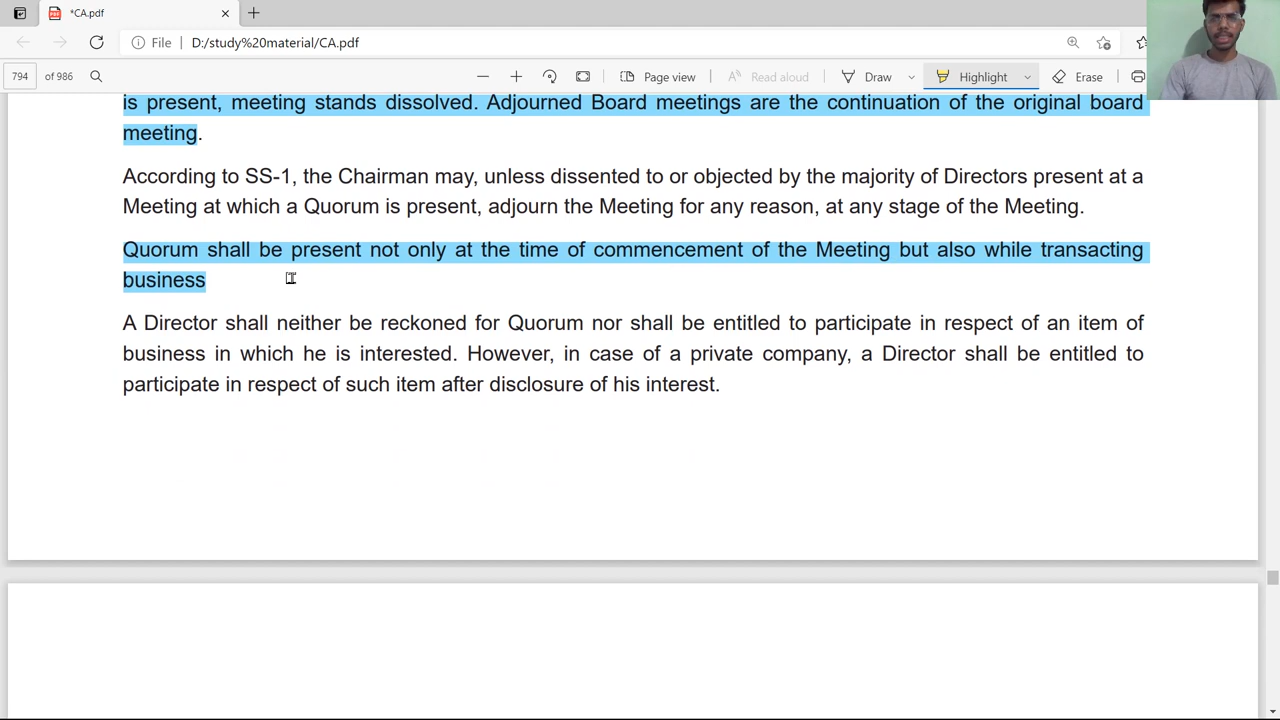 *CA.pdf
File | D:/study%20material/CA.pdf
794 of 986 Page view Read aloud Draw Highlight Erase
is present, meeting stands dissolved. Adjourned Board meetings are the continuation of the original board
meeting.
According to SS-1, the Chairman may, unless dissented to or objected by the majority of Directors present at a
Meeting at which a Quorum is present, adjourn the Meeting for any reason, at any stage of the Meeting.
Quorum shall be present not only at the time of commencement of the Meeting but also while transacting
business
A Director shall neither be reckoned for Quorum nor shall be entitled to participate in respect of an item of
business in which he is interested. However, in case of a private company, a Director shall be entitled to
participate in respect of such item after disclosure of his interest.